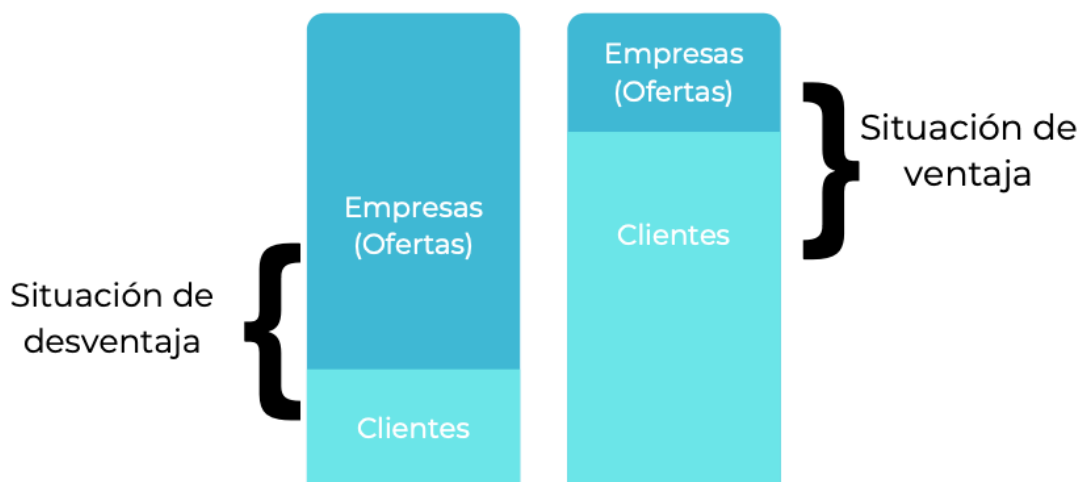 Situación de
desventaja
Empresas
(Ofertas)
Clientes
Empresas
(Ofertas)
Clientes
Situación de
ventaja